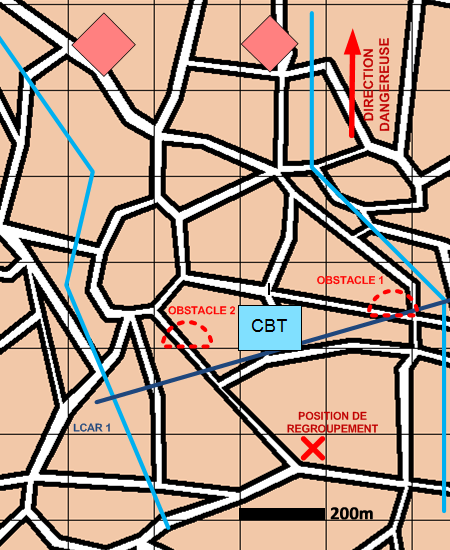 DIRECTION
DANGEREUSE
OBSTACLE 1
OBSTACLE 2
CBT
LCAR 1
POSITION DE
REGROUPEMENT
200m